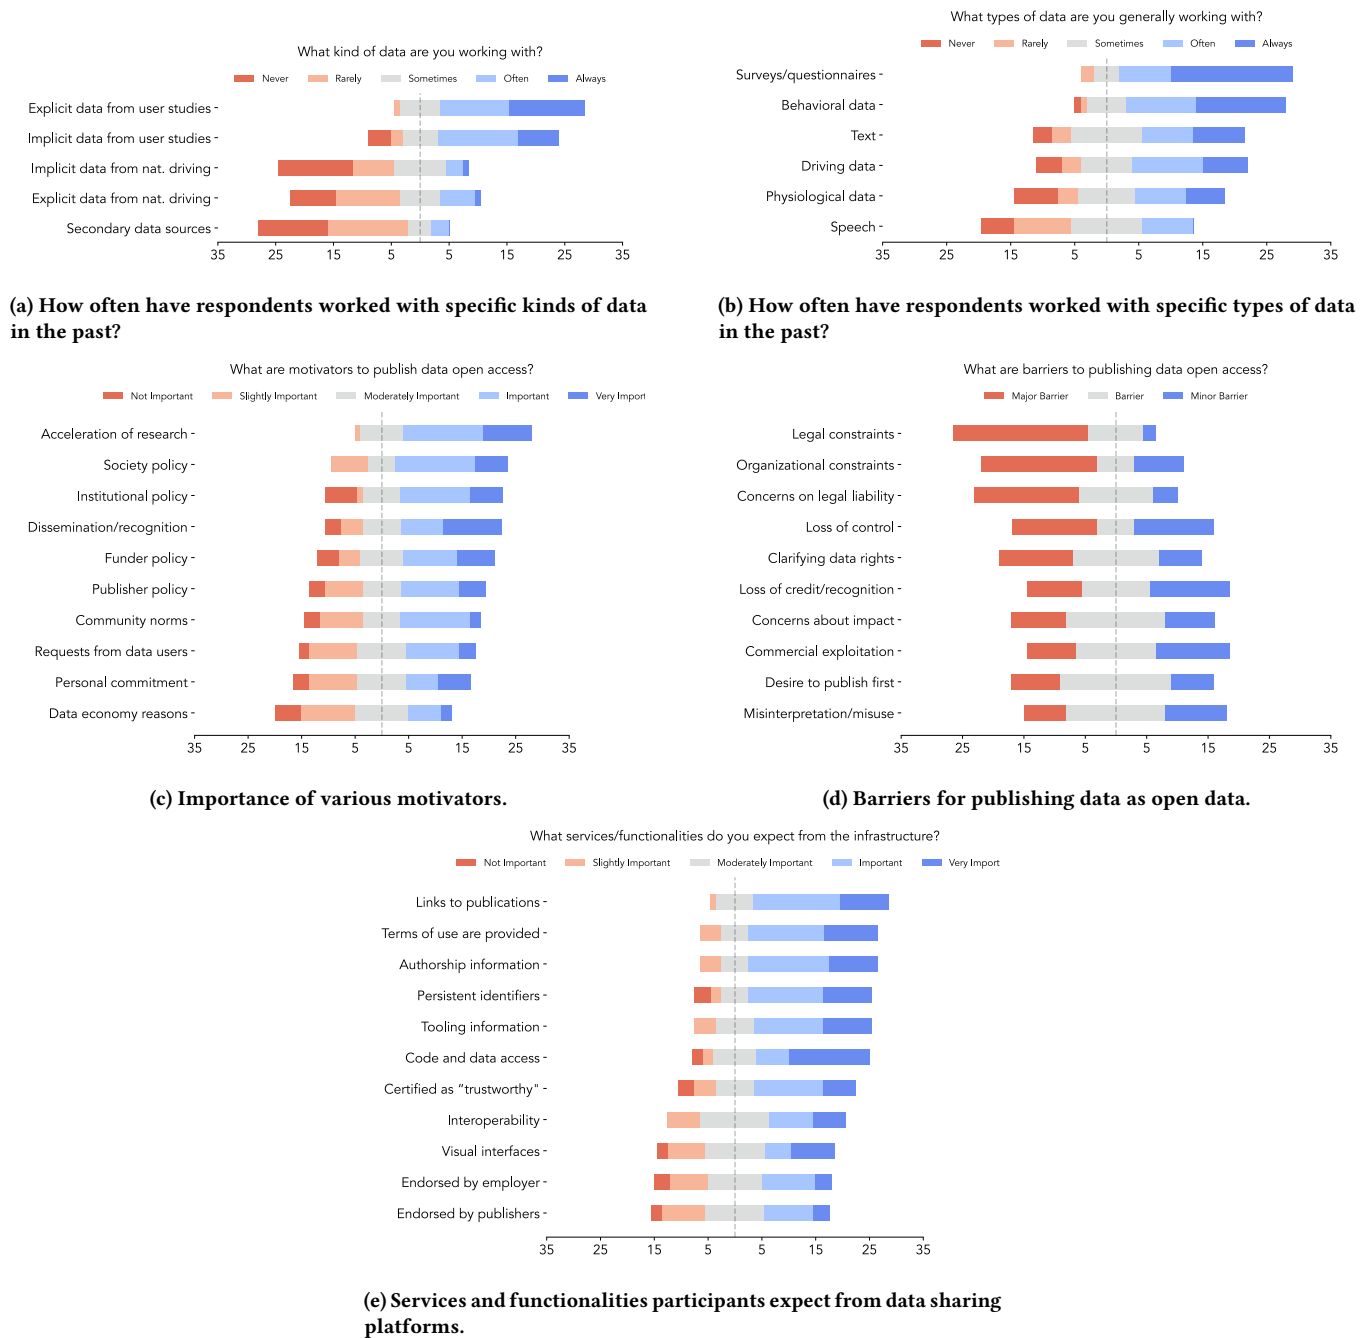 What kind of data are you working with?
Never Rarely Sometimes Often Always
Explicit data from user studies
Implicit data from user studies
Implicit data from nat. driving
Explicit data from nat. driving
Secondary data sources
35 25 15 5 5 15 25 35
(a) How often have respondents worked with specific kinds of data
in the past?
What types of data are you generally working with?
Never Rarely Sometimes Often Always
Surveys/questionnaires
Behavioral data
Text
Driving data
Physiological data
Speech
35 25 15 5 5 15 25 35
(b) How often have respondents worked with specific types of data
in the past?
What are motivators to publish data open access?
Not Important Slightly Important Moderately Important Important Very Import
Acceleration of research
Society policy
Institutional policy
Dissemination/recognition
Funder policy
Publisher policy
Community norms
Requests from data users
Personal commitment
Data economy reasons
35 25 15 5 5 15 25 35
(c) Importance of various motivators.
What are barriers to publishing data open access?
Major Barrier Barrier Minor Barrier
Legal constraints
Organizational constraints
Concerns on legal liability
Loss of control
Clarifying data rights
Loss of credit/recognition
Concerns about impact
Commercial exploitation
Desire to publish first
Misinterpretation/misuse
35 25 15 5 5 15 25 35
(d) Barriers for publishing data as open data.
What services/functionalities do you expect from the infrastructure?
Not Important Slightly Important Moderately Important Important Very Import
Links to publications
Terms of use are provided
Authorship information
Persistent identifiers
Tooling information
Code and data access
Certified as “trustworthy"
Interoperability
Visual interfaces
Endorsed by employer
Endorsed by publishers
35 25 15 5 5 15 25 35
(e) Services and functionalities participants expect from data sharing
platforms.